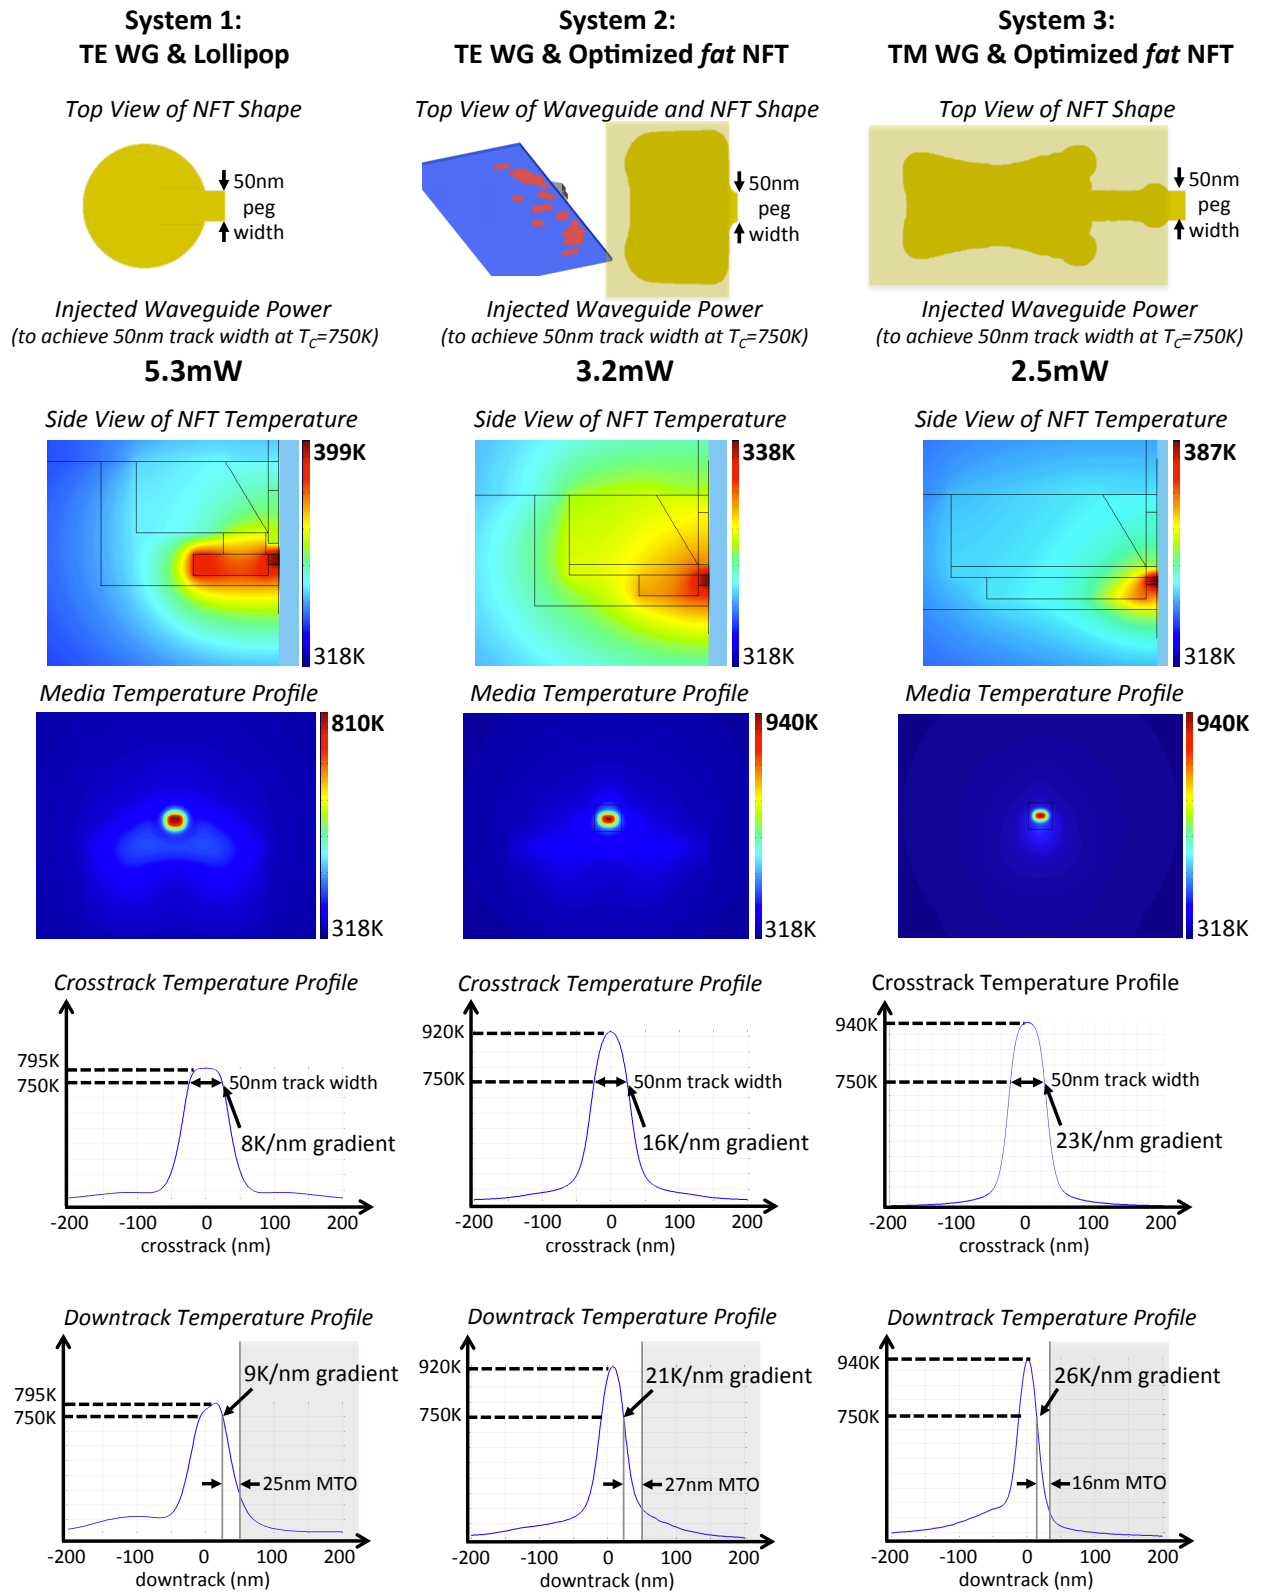 System 1:
TE WG & Lollipop
Top View of NFT Shape
50nm
peg
width
Injected Waveguide Power
(to achieve 50nm track width at TC=750K)
5.3mW
Side View of NFT Temperature
399K
318K
Media Temperature Profile
810K
318K
Crosstrack Temperature Profile
795K
750K
50nm track width
8K/nm gradient
-200 -100 0 100 200
crosstrack (nm)
Downtrack Temperature Profile
9K/nm gradient
795K
750K
25nm MTO
-200 -100 0 100 200
downtrack (nm)
System 2:
TE WG & Optimized fat NFT
Top View of Waveguide and NFT Shape
50nm
peg
width
Injected Waveguide Power
(to achieve 50nm track width at TC=750K)
3.2mW
Side View of NFT Temperature
338K
318K
Media Temperature Profile
940K
318K
Crosstrack Temperature Profile
920K
750K
50nm track width
16K/nm gradient
-200 -100 0 100 200
crosstrack (nm)
Downtrack Temperature Profile
920K
21K/nm gradient
750K
27nm MTO
-200 -100 0 100 200
downtrack (nm)
System 3:
TM WG & Optimized fat NFT
Top View of NFT Shape
50nm
peg
width
Injected Waveguide Power
(to achieve 50nm track width at TC=750K)
2.5mW
Side View of NFT Temperature
387K
318K
Media Temperature Profile
940K
318K
Crosstrack Temperature Profile
940K
750K
50nm track width
23K/nm gradient
-200 -100 0 100 200
crosstrack (nm)
Downtrack Temperature Profile
940K
26K/nm gradient
750K
16nm MTO
-200 -100 0 100 200
downtrack (nm)